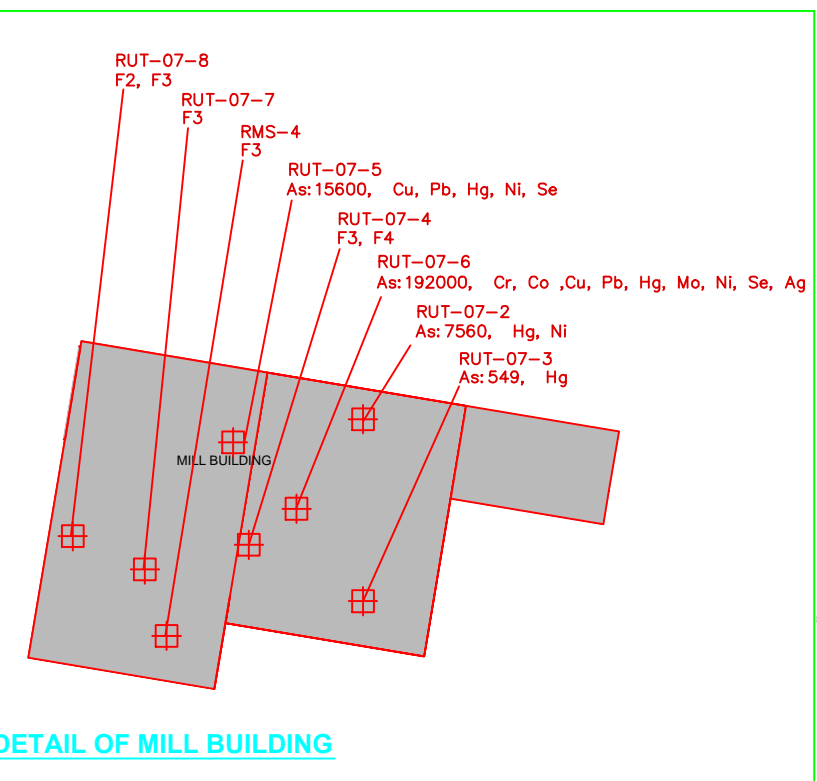 RUT-07-8
F2, F3
RUT-07-7
F3
RMS-4
F3
RUT-07-5
As:15600, Cu, Pb, Hg, Ni, Se
RUT-07-4
F3, F4
RUT-07-6
As:192000, Cr, Co ,Cu, Pb, Hg, Mo, Ni, Se, Ag
RUT-07-2
As:7560, Hg, Ni
RUT-07-3
As:549, Hg
MILL BUILDING
DETAIL OF MILL BUILDING